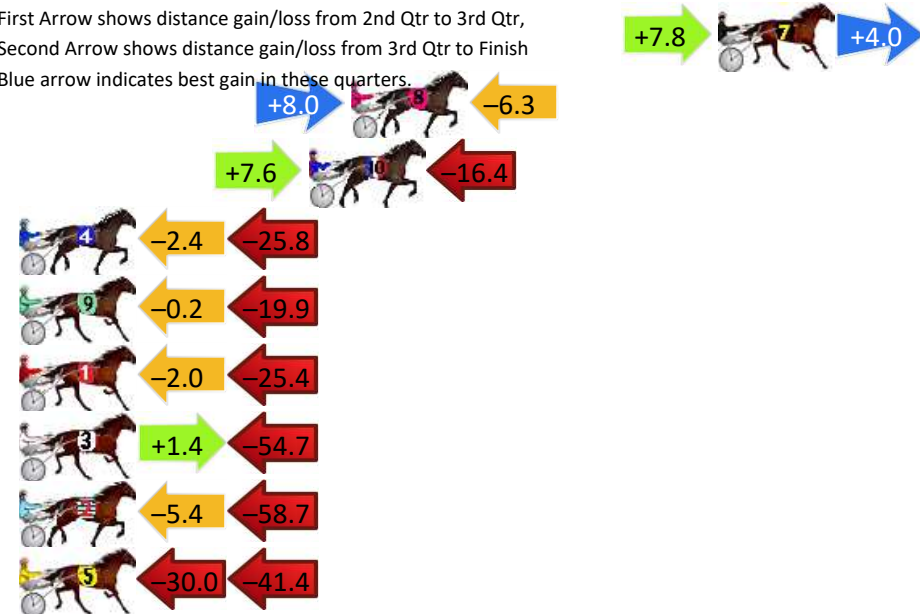 First Arrow shows distance gain/loss from 2nd Qtr to 3rd Qtr,
Second Arrow shows distance gain/loss from 3rd Qtr to Finish
Blue arrow indicates best gain in these quarters.
+7.8 7 +4.0
+8.0 8 –6.3
+7.6 10 –16.4
4 –2.4 –25.8
9 –0.2 –19.9
1 –2.0 –25.4
3 +1.4 –54.7
2 –5.4 –58.7
5 –30.0 –41.4